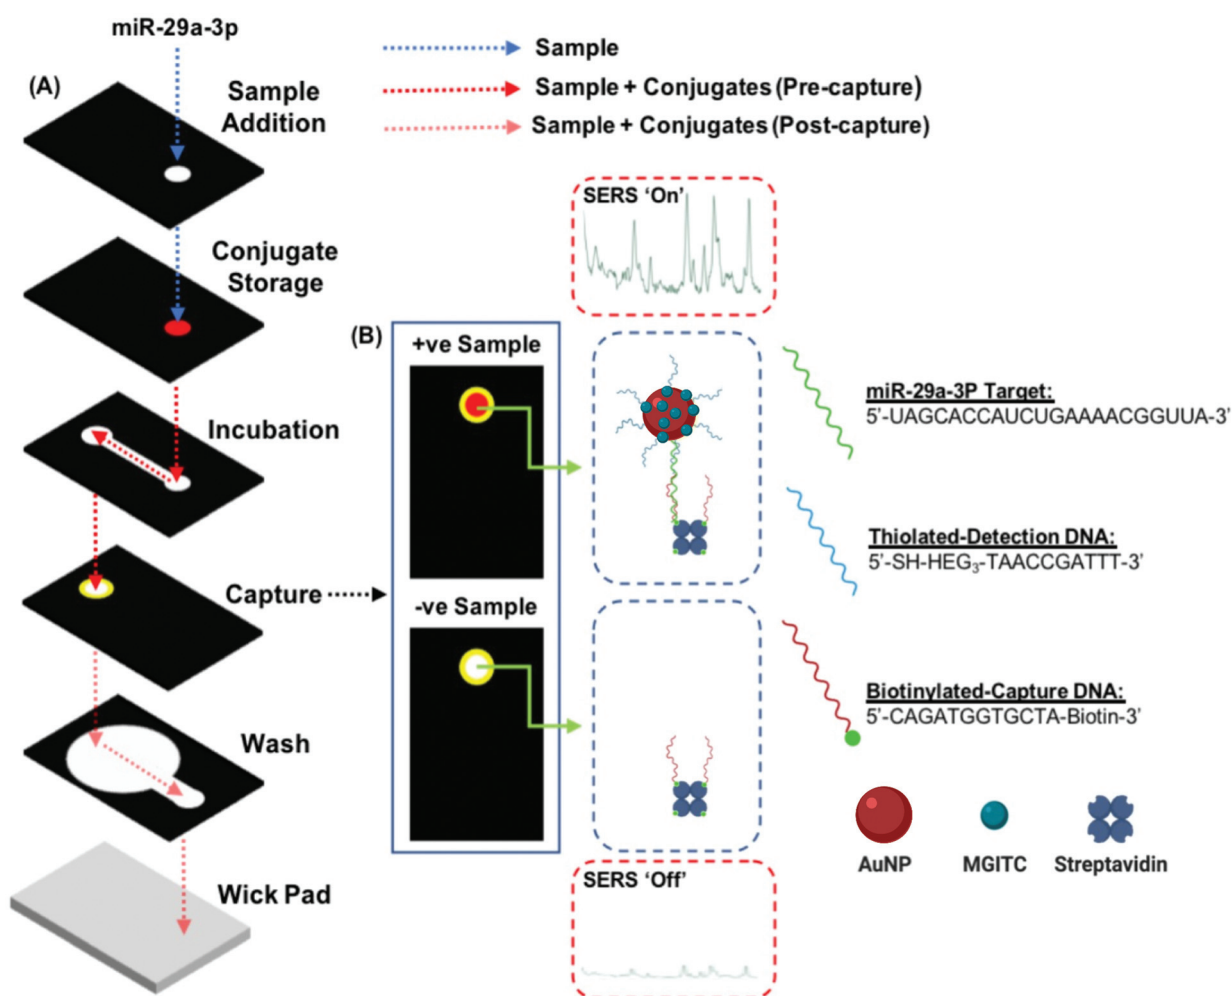 miR-29a-3p
(A)
Sample
Addition
Conjugate
Storage
Incubation
Capture
Wash
Wick Pad
Sample
Sample + Conjugates (Pre-capture)
Sample + Conjugates (Post-capture)
SERS ‘On’
(B)
+ve Sample
-ve Sample
SERS ‘Off’
miR-29a-3P Target:
5’-UAGCACCAUCUGAAAACGGUUA-3’
Thiolated-Detection DNA:
5’-SH-HEG₃-TAACCGATTT-3’
Biotinylated-Capture DNA:
5’-CAGATGGTGCTA-Biotin-3’
AuNP
MGITC
Streptavidin